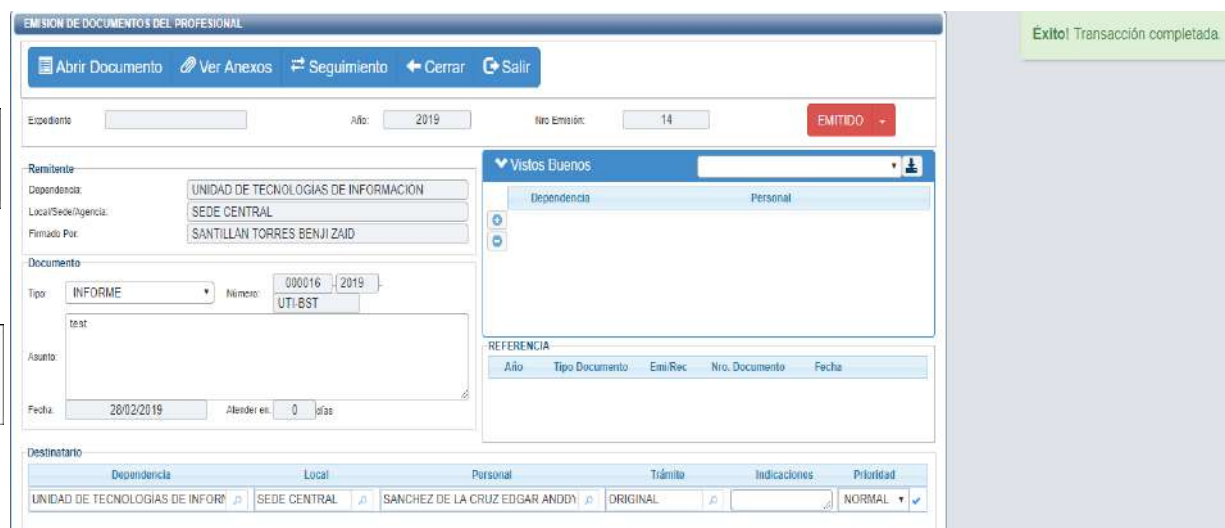 EMISION DE DOCUMENTOS DEL PROFESIONAL
Éxito! Transacción completada.
Abrir Documento Ver Anexos Seguimiento Cerrar Salir
Expediente Año: 2019 Nro Emisión: 14 EMITIDO
Remitente
Dependencia: UNIDAD DE TECNOLOGIAS DE INFORMACIÓN
Local/Sede/Agencia: SEDE CENTRAL
Firmado Por: SANTILLAN TORRES BENJI ZAID
Vistos Buenos
Dependencia Personal
Documento
Tipo: INFORME Número: 000016 - 2019 -
UTI-BST
Asunto: test
Fecha: 28/02/2019 Atender en: 0 días
REFERENCIA
Año Tipo Documento Emi/Rec Nro. Documento Fecha
Destinatario
Dependencia Local Personal Trámite Indicaciones Prioridad
UNIDAD DE TECNOLOGIAS DE INFORM SEDE CENTRAL SANCHEZ DE LA CRUZ EDGAR ANDDY ORIGINAL NORMAL